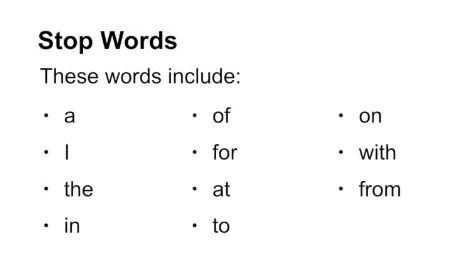 Stop Words
These words include:
• a
• I
• the
• in
• of
• for
• at
• to
• on
• with
• from